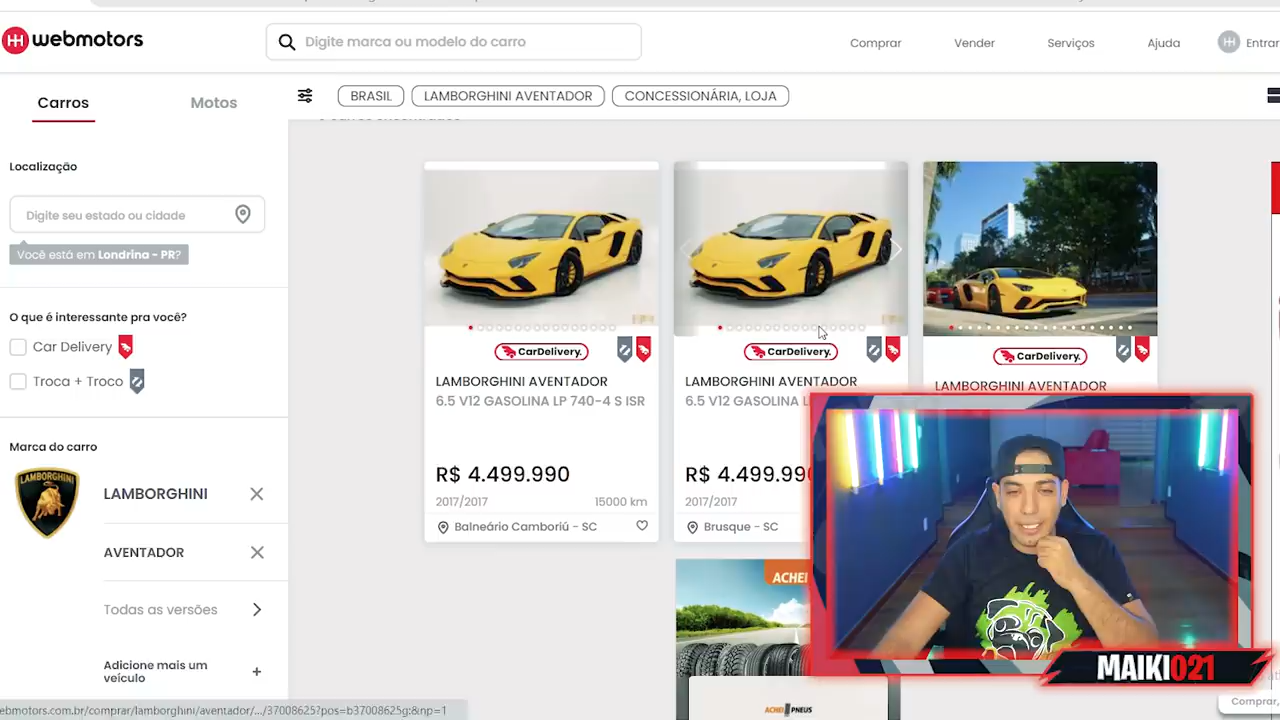 webmotors
Digite marca ou modelo do carro
Comprar
Vender
Serviços
Ajuda
Entrar
Carros
Motos
BRASIL
LAMBORGHINI AVENTADOR
CONCESSIONÁRIA, LOJA
Localização
Digite seu estado ou cidade
Você está em Londrina - PR?
O que é interessante pra você?
Car Delivery
Troca + Troco
Marca do carro
LAMBORGHINI
LAMBORGHINI
AVENTADOR
Todas as versões
Adicione mais um
veículo
CarDelivery.
LAMBORGHINI AVENTADOR
6.5 V12 GASOLINA LP 740-4 S ISR
R$ 4.499.990
2017/2017
15000 km
Balneário Camboriú - SC
CarDelivery.
LAMBORGHINI AVENTADOR
6.5 V12 GASOLINA L
R$ 4.499.990
2017/2017
Brusque - SC
CarDelivery.
LAMBORGHINI AVENTADOR
ACHEI
ACHEI PNEUS
MAIKI021
Comprar,
ebmotors.com.br/comprar/lamborghini/aventador/.../37008625?pos=b37008625g:&np=1